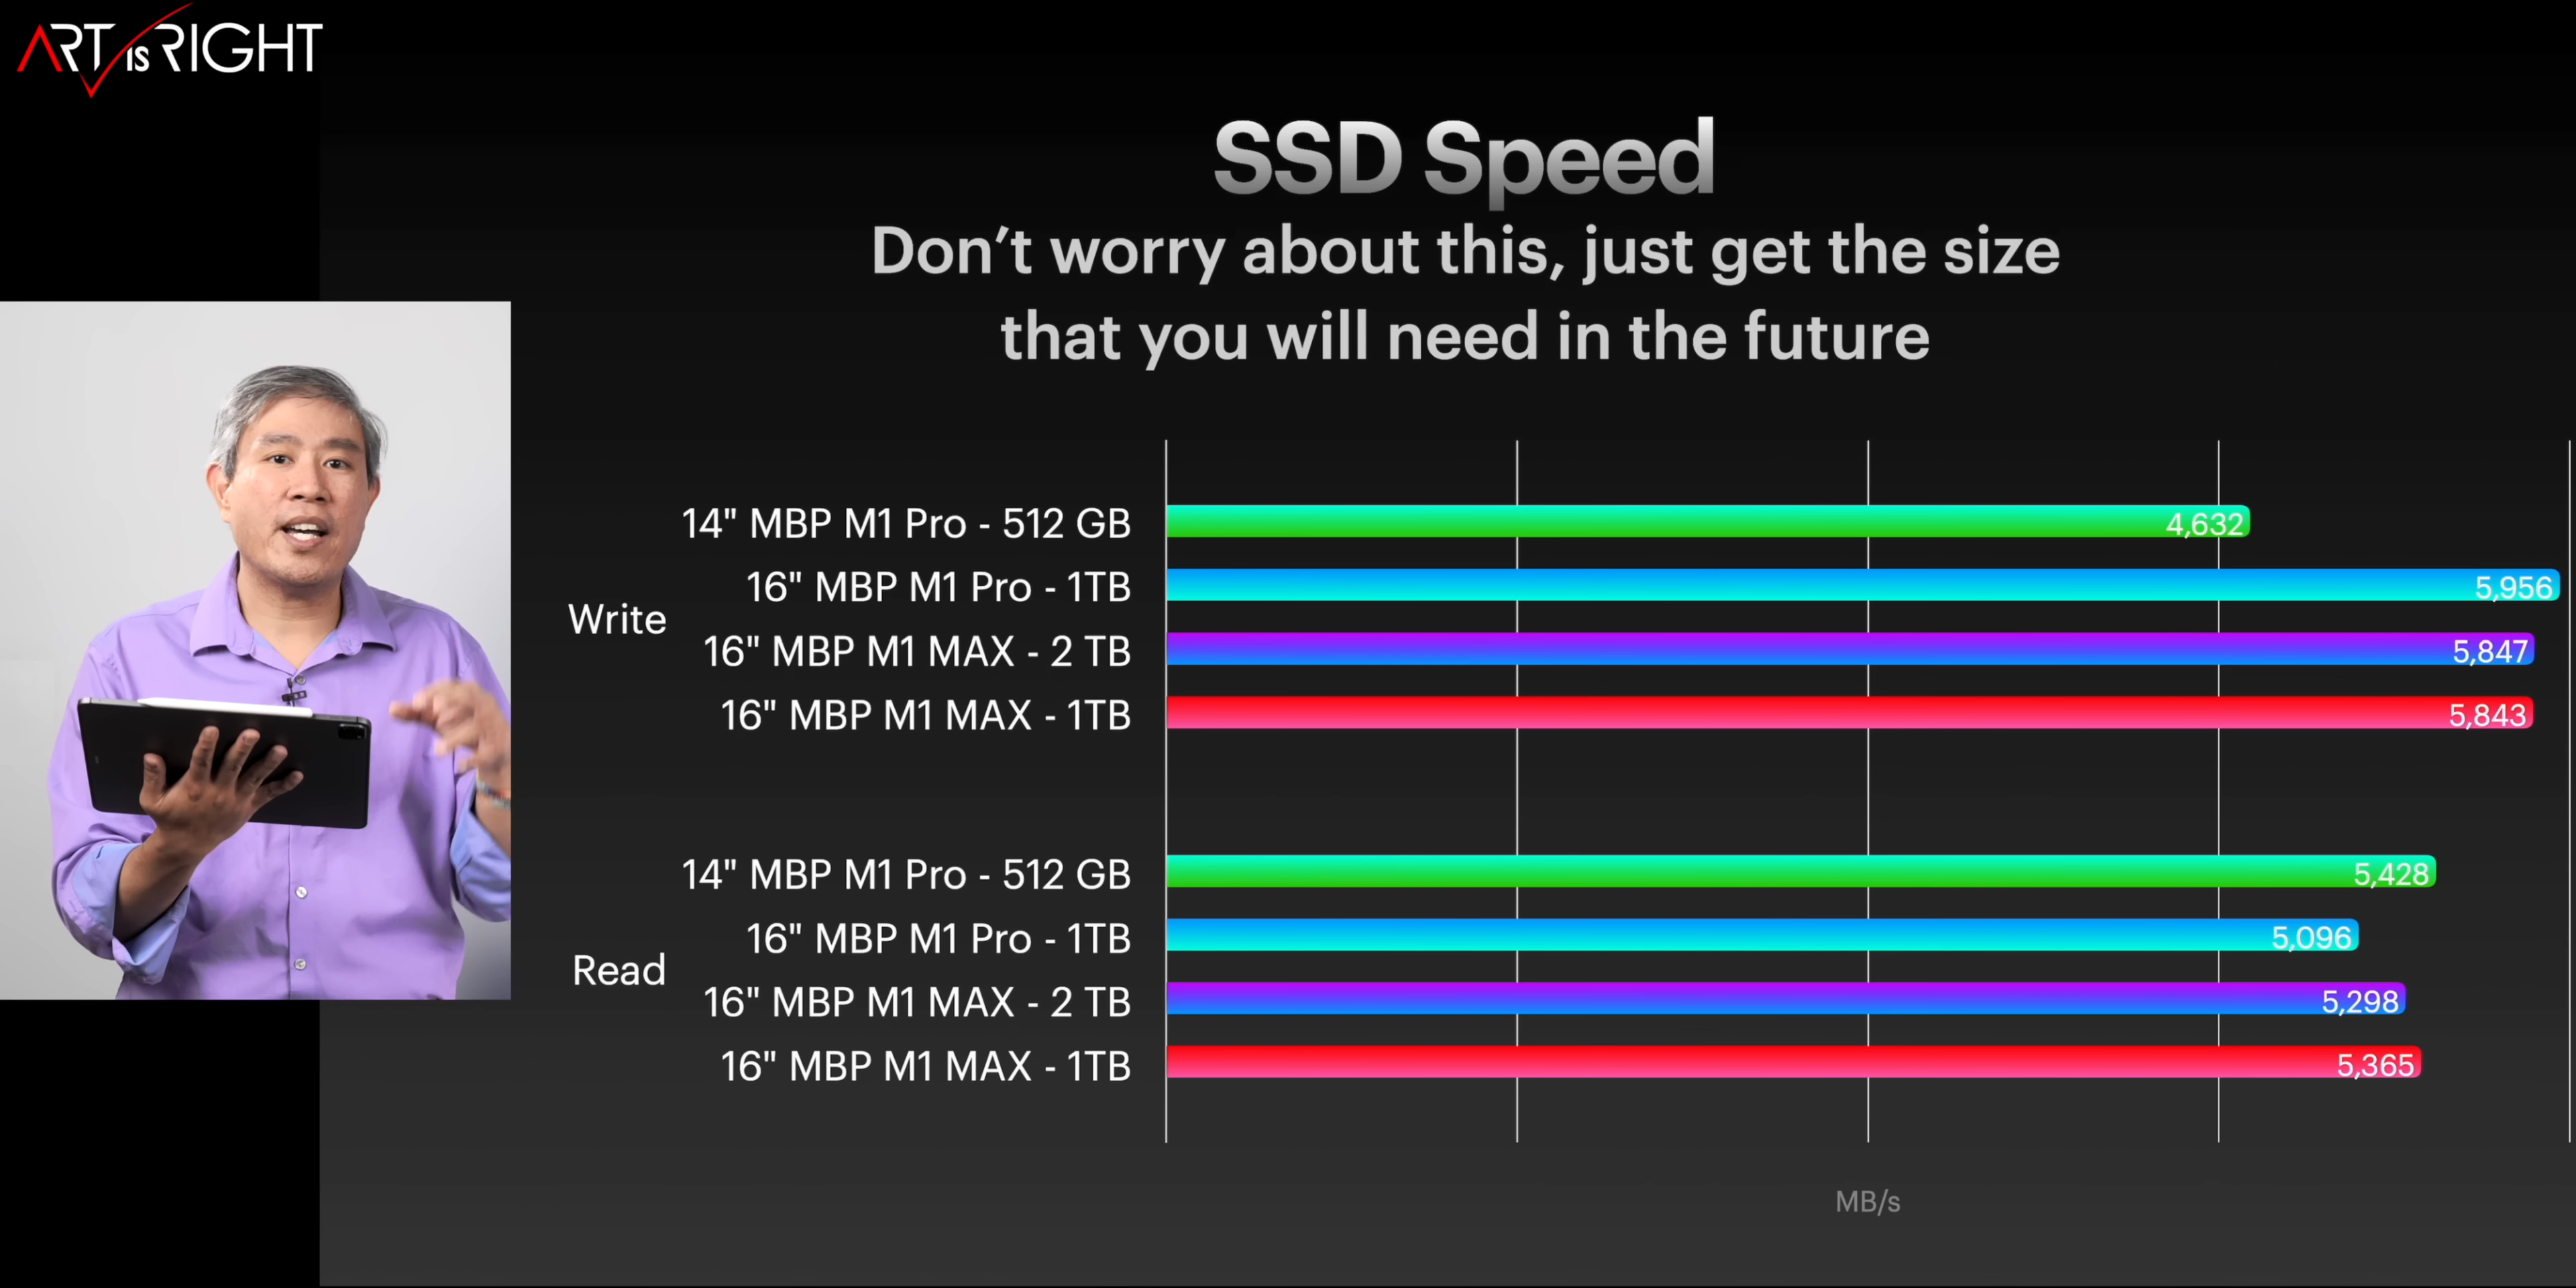 ART IS RIGHT
SSD Speed
Don't worry about this, just get the size
that you will need in the future
Write
14" MBP M1 Pro - 512 GB 4,632
16" MBP M1 Pro - 1TB 5,956
16" MBP M1 MAX - 2 TB 5,847
16" MBP M1 MAX - 1TB 5,843
Read
14" MBP M1 Pro - 512 GB 5,428
16" MBP M1 Pro - 1TB 5,096
16" MBP M1 MAX - 2 TB 5,298
16" MBP M1 MAX - 1TB 5,365
MB/s